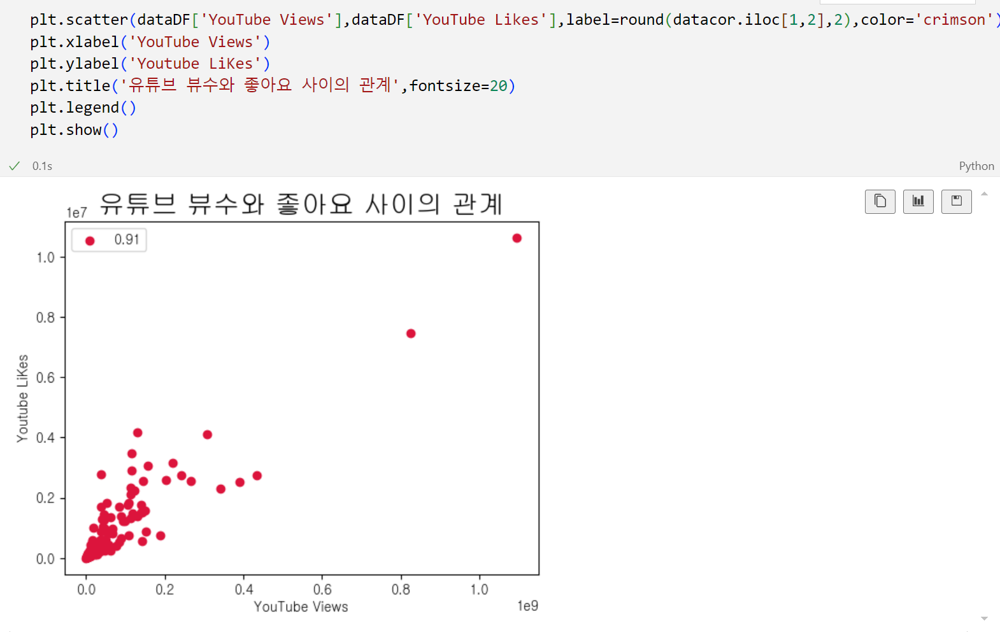 plt.scatter(dataDF['YouTube Views'],dataDF['YouTube Likes'],label=round(datacor.iloc[1,2],2),color='crimson')
plt.xlabel('YouTube Views')
plt.ylabel('Youtube LiKes')
plt.title('유튜브 뷰수와 좋아요 사이의 관계',fontsize=20)
plt.legend()
plt.show()
0.1s
Python
유튜브 뷰수와 좋아요 사이의 관계
1e7
0.91
1.0
0.8
0.6
0.4
0.2
0.0
Youtube LiKes
0.0 0.2 0.4 0.6 0.8 1.0
YouTube Views
1e9